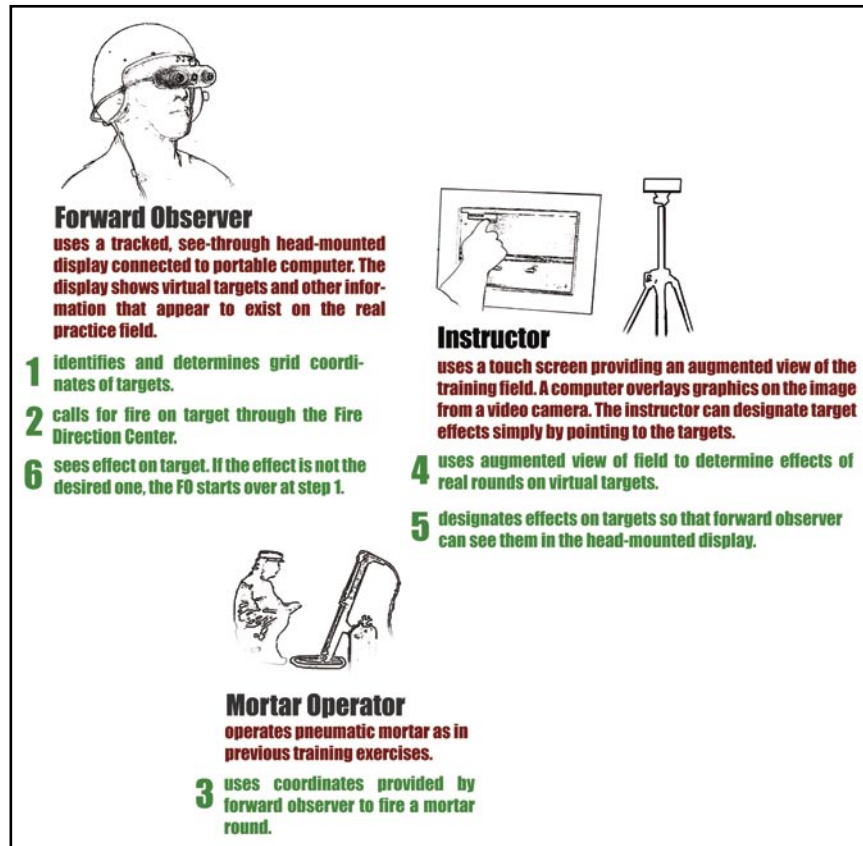 Forward Observer
uses a tracked, see-through head-mounted
display connected to portable computer. The
display shows virtual targets and other infor-
mation that appear to exist on the real
practice field.
1 identifies and determines grid coordi-
nates of targets.
2 calls for fire on target through the Fire
Direction Center.
6 sees effect on target. If the effect is not the
desired one, the FO starts over at step 1.
Instructor
uses a touch screen providing an augmented view of the
training field. A computer overlays graphics on the image
from a video camera. The instructor can designate target
effects simply by pointing to the targets.
4 uses augmented view of field to determine effects of
real rounds on virtual targets.
5 designates effects on targets so that forward observer
can see them in the head-mounted display.
Mortar Operator
operates pneumatic mortar as in
previous training exercises.
3 uses coordinates provided by
forward observer to fire a mortar
round.